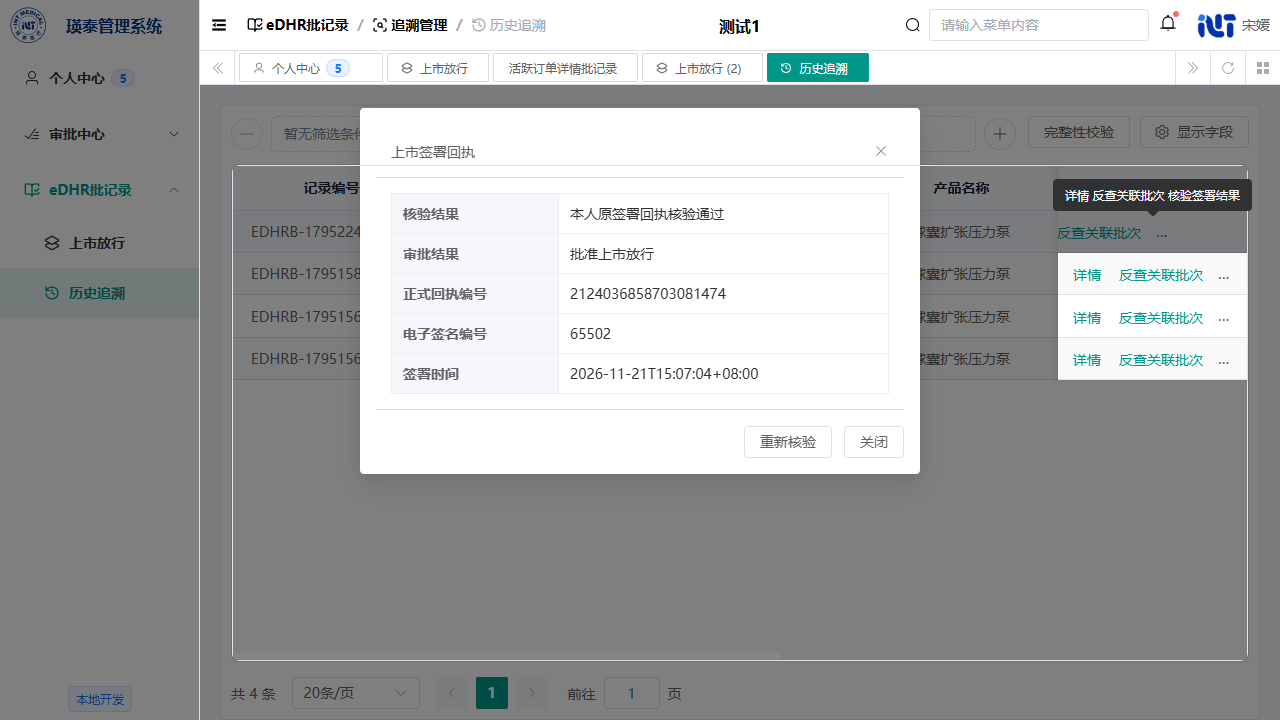 瑛泰管理系统
eDHR批记录 / 追溯管理 / 历史追溯
测试1
请输入菜单内容
宋媛
个人中心 5
上市放行
活跃订单详情批记录
上市放行 (2)
历史追溯
个人中心 5
审批中心
eDHR批记录
上市放行
历史追溯
本地开发
暂无筛选条件
完整性校验
显示字段
记录编号
产品名称
详情 反查关联批次 核验签署结果
EDHRB-1795224
球囊扩张压力泵
反查关联批次 ...
EDHRB-1795158
球囊扩张压力泵
详情 反查关联批次 ...
EDHRB-1795156
球囊扩张压力泵
详情 反查关联批次 ...
EDHRB-1795156
球囊扩张压力泵
详情 反查关联批次 ...
上市签署回执
核验结果 本人原签署回执核验通过
审批结果 批准上市放行
正式回执编号 2124036858703081474
电子签名编号 65502
签署时间 2026-11-21T15:07:04+08:00
重新核验 关闭
共 4 条 20条/页 1 前往 1 页